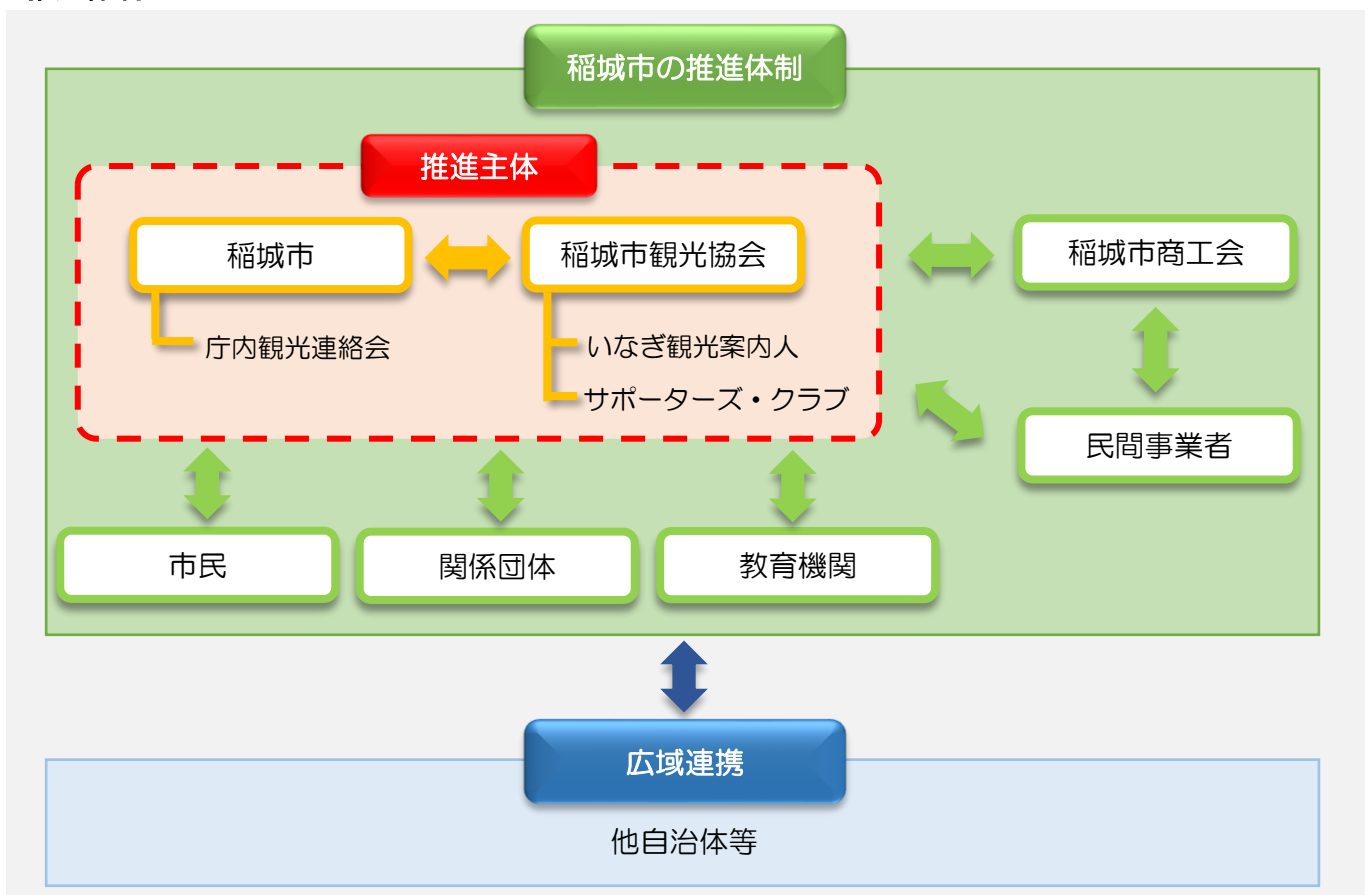 稲城市の推進体制
推進主体
稲城市
稲城市観光協会
稲城市商工会
庁内観光連絡会
いなぎ観光案内人
サポーターズ・クラブ
民間事業者
市民
関係団体
教育機関
広域連携
他自治体等